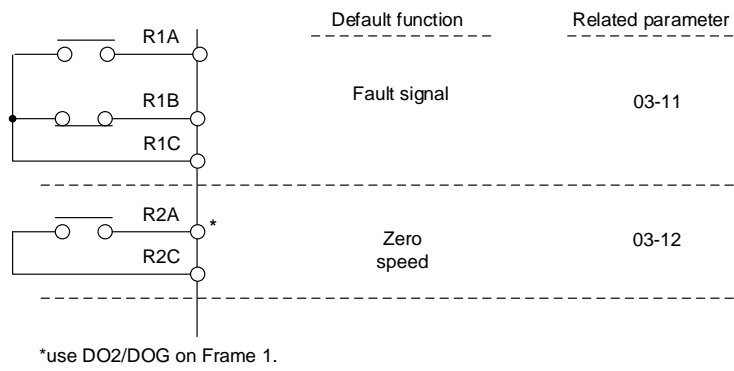 Default function Related parameter
R1A
R1B Fault signal 03-11
R1C
R2A
*
R2C Zero speed 03-12
*use DO2/DOG on Frame 1.